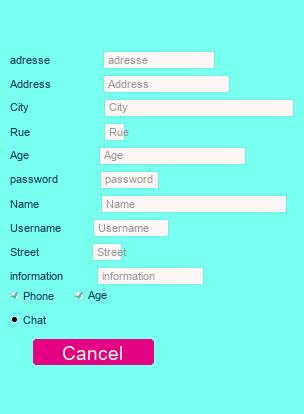 adresse adresse
Address Address
City City
Rue Rue
Age Age
password password
Name Name
Username Username
Street Street
information information
Phone Age
Chat
Cancel